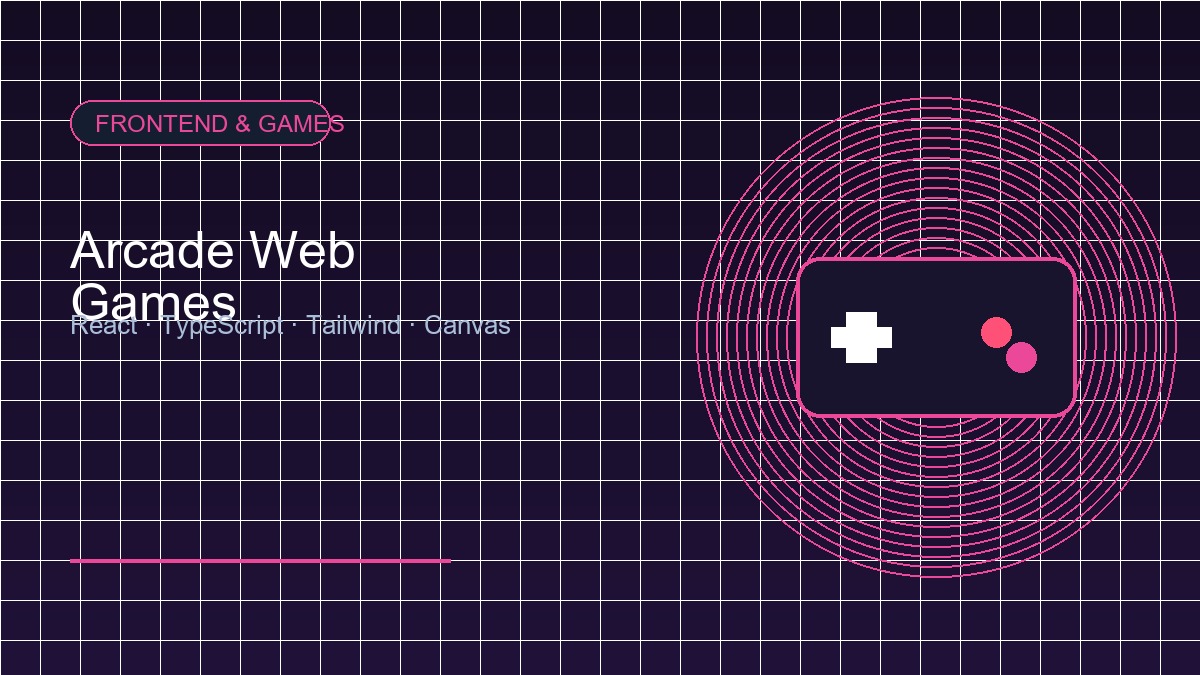 FRONTEND & GAMES
Arcade Web
Games
React · TypeScript · Tailwind · Canvas